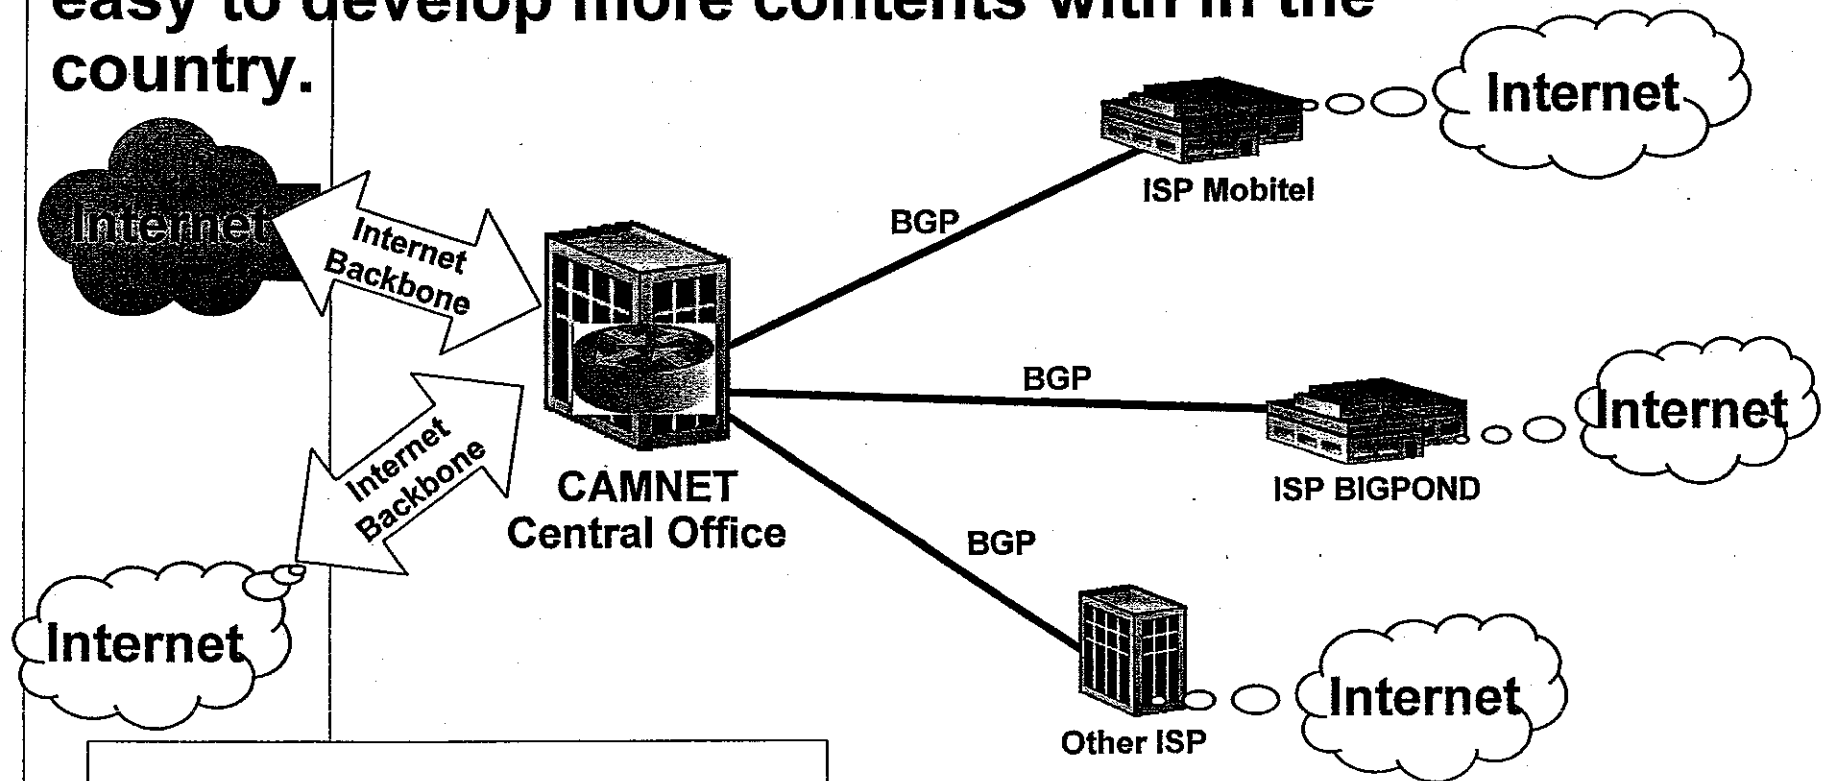 easy to develop more contents with in the
country.
Internet
ISP Mobitel
Internet
Internet
Backbone
BGP
BGP
Internet
ISP BIGPOND
Internet
Backbone
CAMNET
Central Office
BGP
Internet
Internet
Other ISP